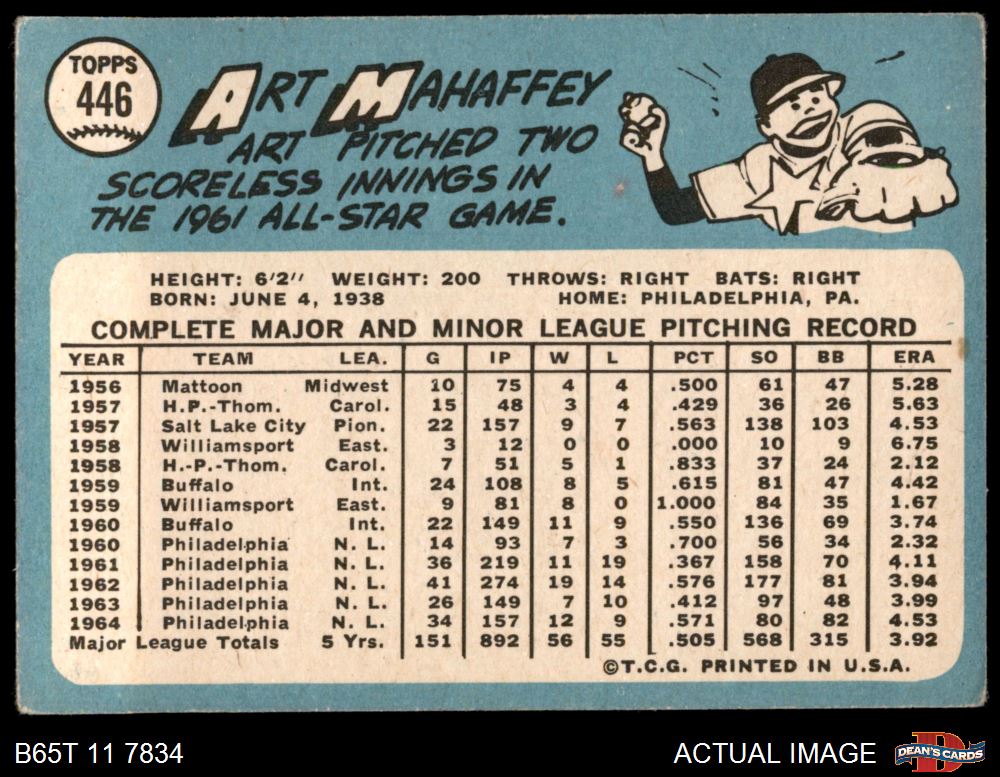 TOPPS
446
ART MAHAFFEY
ART PITCHED TWO
SCORELESS INNINGS IN
THE 1961 ALL-STAR GAME.
HEIGHT: 6'2" WEIGHT: 200 THROWS: RIGHT BATS: RIGHT
BORN: JUNE 4, 1938 HOME: PHILADELPHIA, PA.
COMPLETE MAJOR AND MINOR LEAGUE PITCHING RECORD
YEAR TEAM LEA. G IP W L PCT SO BB ERA
1956 Mattoon Midwest 10 75 4 4 .500 61 47 5.28
1957 H.P.-Thom. Carol. 15 48 3 4 .429 36 26 5.63
1957 Salt Lake City Pion. 22 157 9 7 .563 138 103 4.53
1958 Williamsport East. 3 12 0 0 .000 10 9 6.75
1958 H.-P.-Thom. Carol. 7 51 5 1 .833 37 24 2.12
1959 Buffalo Int. 24 108 8 5 .615 81 47 4.42
1959 Williamsport East. 9 81 8 0 1.000 84 35 1.67
1960 Buffalo Int. 22 149 11 9 .550 136 69 3.74
1960 Philadelphia N. L. 14 93 7 3 .700 56 34 2.32
1961 Philadelphia N. L. 36 219 11 19 .367 158 70 4.11
1962 Philadelphia N. L. 41 274 19 14 .576 177 81 3.94
1963 Philadelphia N. L. 26 149 7 10 .412 97 48 3.99
1964 Philadelphia N. L. 34 157 12 9 .571 80 82 4.53
Major League Totals 5 Yrs. 151 892 56 55 .505 568 315 3.92
©T.C.G. PRINTED IN U.S.A.
B65T 11 7834 ACTUAL IMAGE DEAN'S CARDS